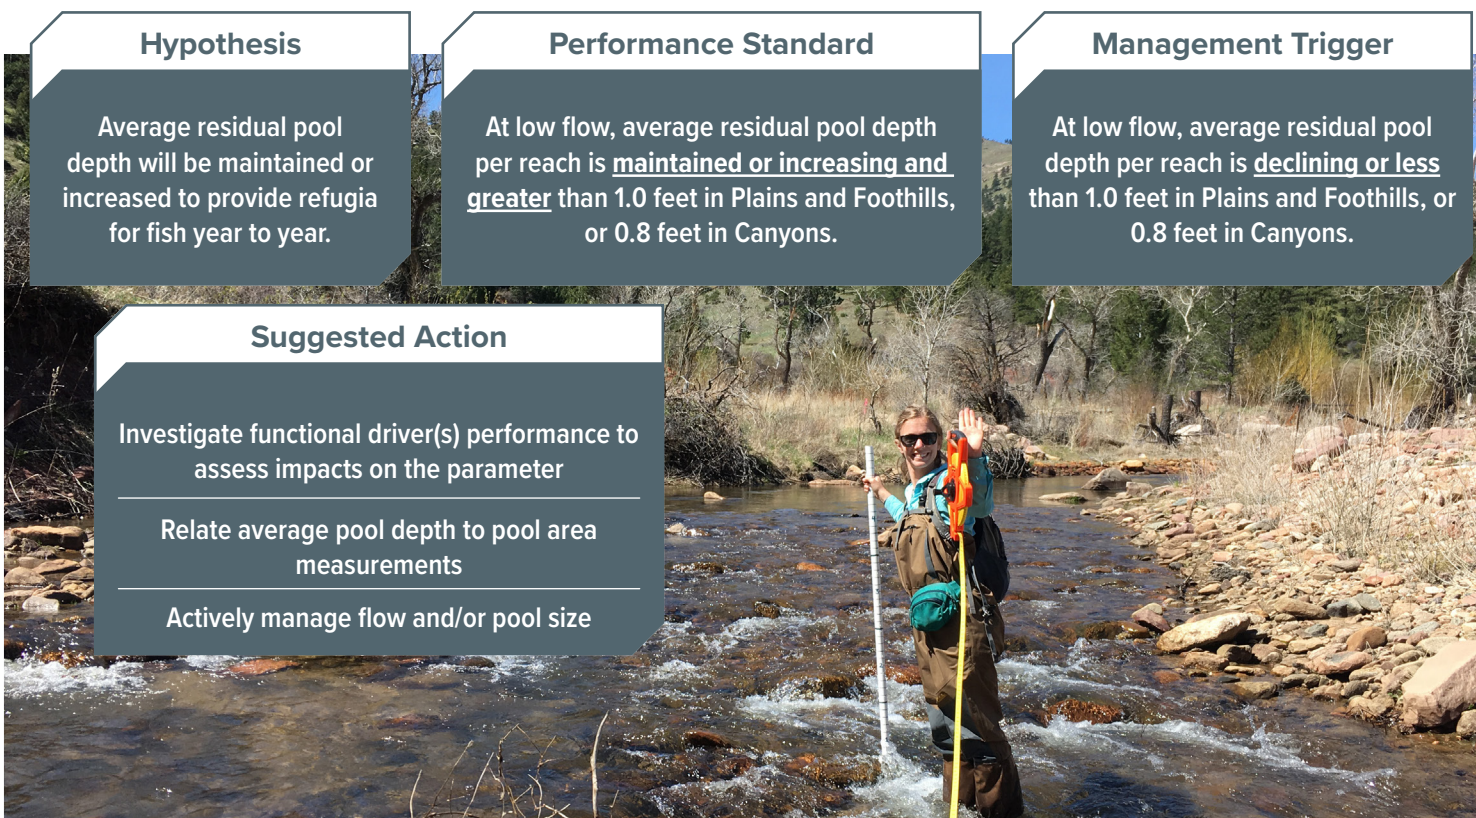 Hypothesis
Average residual pool
depth will be maintained or
increased to provide refugia
for fish year to year.
Performance Standard
At low flow, average residual pool depth
per reach is maintained or increasing and
greater than 1.0 feet in Plains and Foothills,
or 0.8 feet in Canyons.
Management Trigger
At low flow, average residual pool
depth per reach is declining or less
than 1.0 feet in Plains and Foothills, or
0.8 feet in Canyons.
Suggested Action
Investigate functional driver(s) performance to
assess impacts on the parameter
Relate average pool depth to pool area
measurements
Actively manage flow and/or pool size